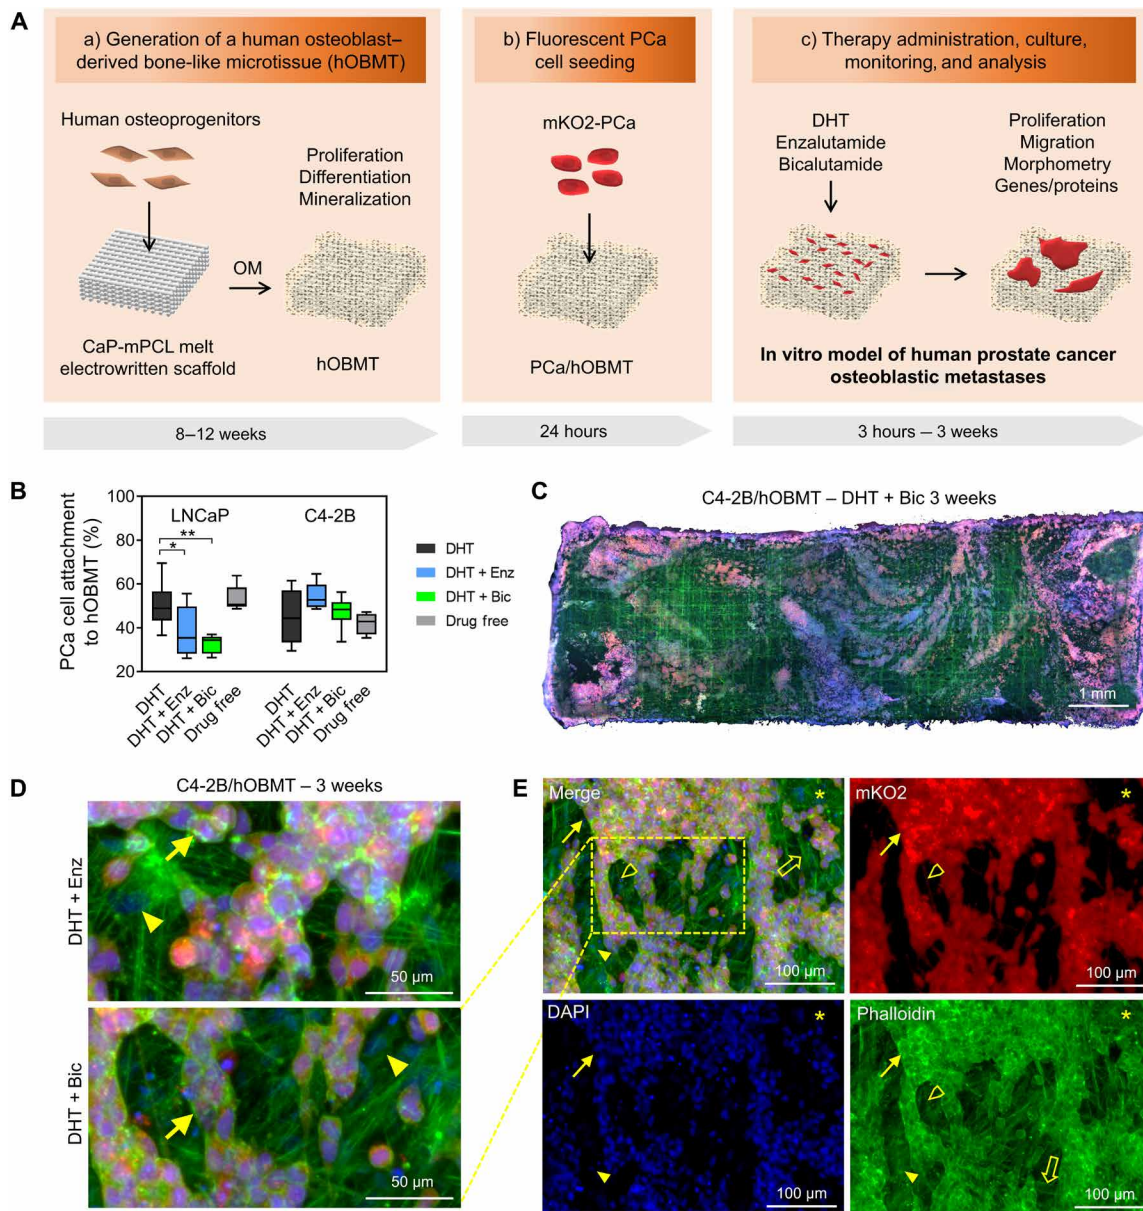 A
a) Generation of a human osteoblast–
derived bone-like microtissue (hOBMT)
Human osteoprogenitors
Proliferation
Differentiation
Mineralization
OM
CaP-mPCL melt
electrowritten scaffold
hOBMT
8–12 weeks
b) Fluorescent PCa
cell seeding
mKO2-PCa
PCa/hOBMT
24 hours
c) Therapy administration, culture,
monitoring, and analysis
DHT
Enzalutamide
Bicalutamide
Proliferation
Migration
Morphometry
Genes/proteins
In vitro model of human prostate cancer
osteoblastic metastases
3 hours – 3 weeks
B
PCa cell attachment
to hOBMT (%)
100
80
60
40
20
LNCaP
C4-2B
**
*
DHT
DHT + Enz
DHT + Bic
Drug free
DHT
DHT + Enz
DHT + Bic
Drug free
DHT
DHT + Enz
DHT + Bic
Drug free
C
C4-2B/hOBMT – DHT + Bic 3 weeks
1 mm
D
C4-2B/hOBMT – 3 weeks
DHT + Enz
50 µm
DHT + Bic
50 µm
E
Merge
*
100 µm
mKO2
*
100 µm
DAPI
*
100 µm
Phalloidin
*
100 µm